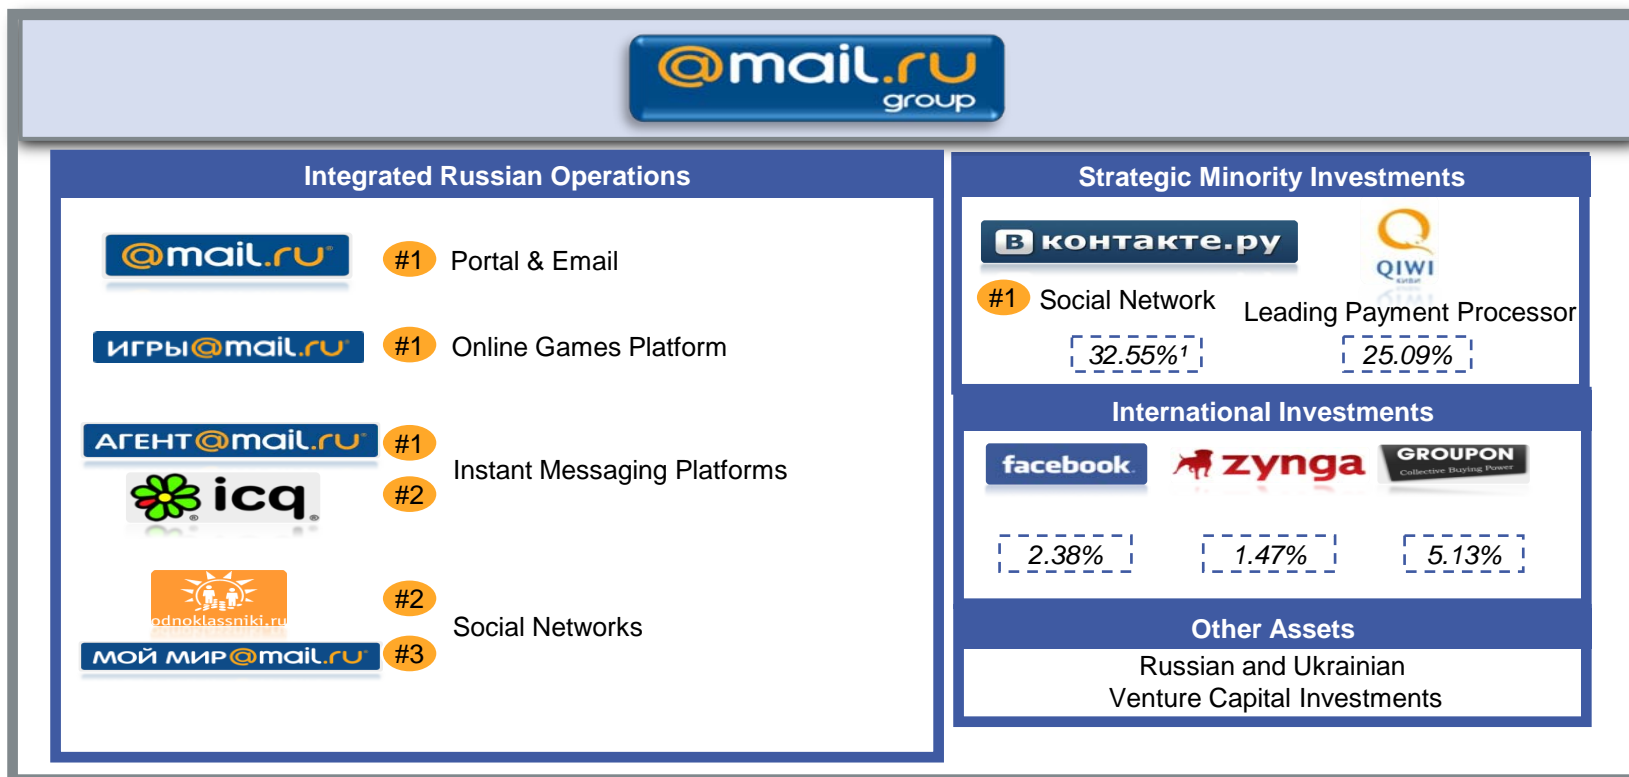 @mail.ru
group
Integrated Russian Operations
@mail.ru®
#1 Portal & Email
ИГРЫ@mail.ru®
#1 Online Games Platform
АГЕНТ@mail.ru®
#1
Instant Messaging Platforms
icq®
#2
odnoklassniki.ru
#2
Social Networks
МОЙ МИР@mail.ru®
#3
Strategic Minority Investments
В контакте.ру
#1 Social Network
32.55%¹
QIWI
КИВИ
Leading Payment Processor
25.09%
International Investments
facebook
zynga
GROUPON
Collective Buying Power
2.38%
1.47%
5.13%
Other Assets
Russian and Ukrainian
Venture Capital Investments